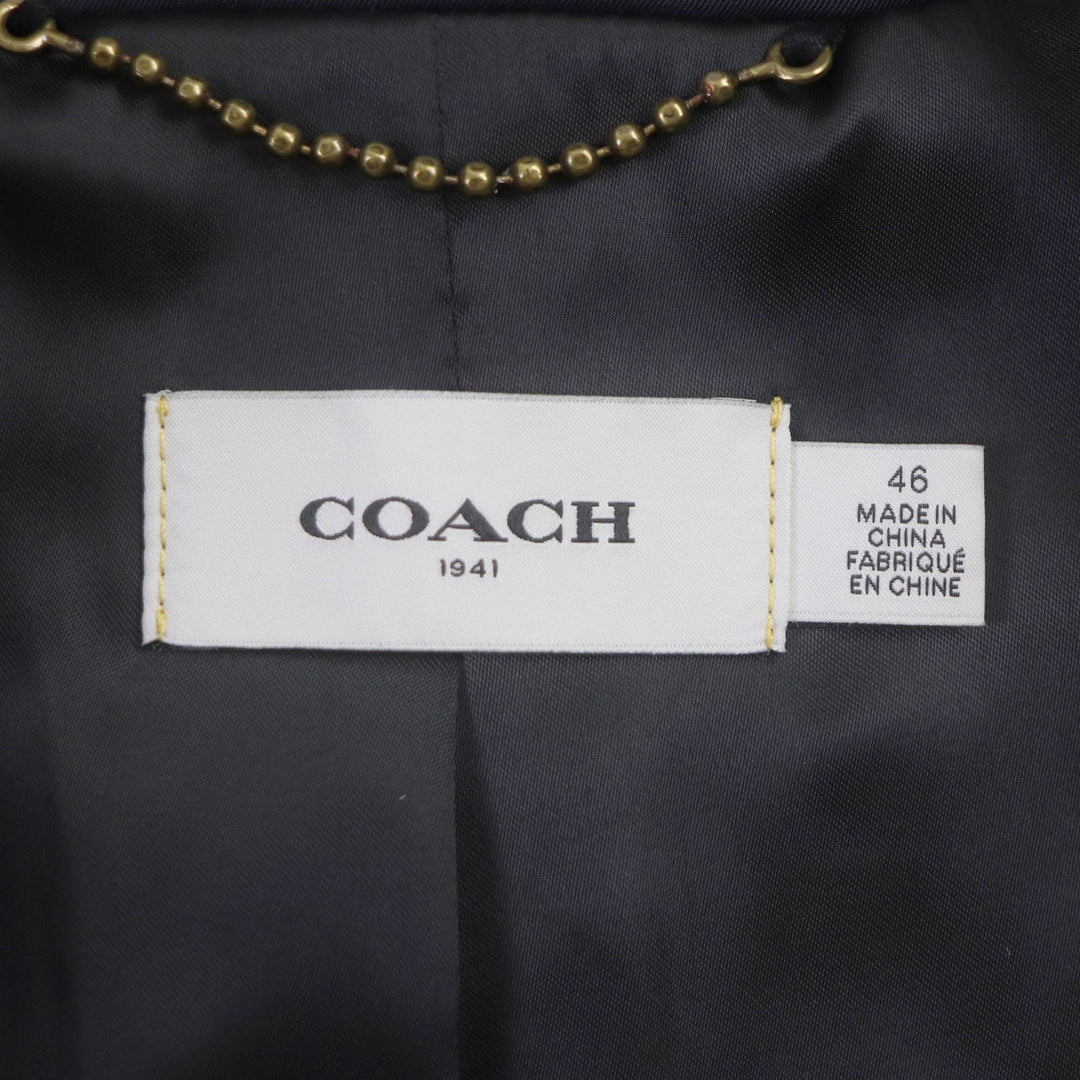 COACH
1941
46
MADE IN
CHINA
FABRIQUÉ
EN CHINE